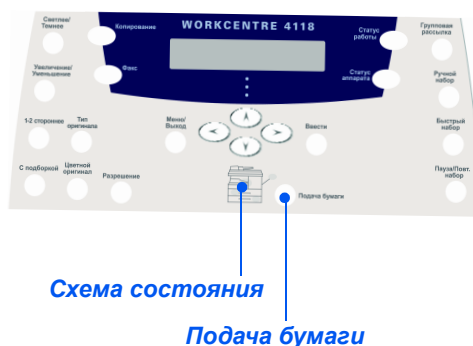 Светлее/
Темнее
Копирование
WORKCENTRE 4118
Статус
работы
Групповая
рассылка
Увеличение/
Уменьшение
Факс
Статус
аппарата
Ручной
набор
1-2 сторонние
Тип
оригинала
Меню/
Выход
Ввести
Быстрый
набор
С подборкой
Цветной
оригинал
Разрешение
Подача бумаги
Пауза/Повт.
набор
Схема состояния
Подача бумаги